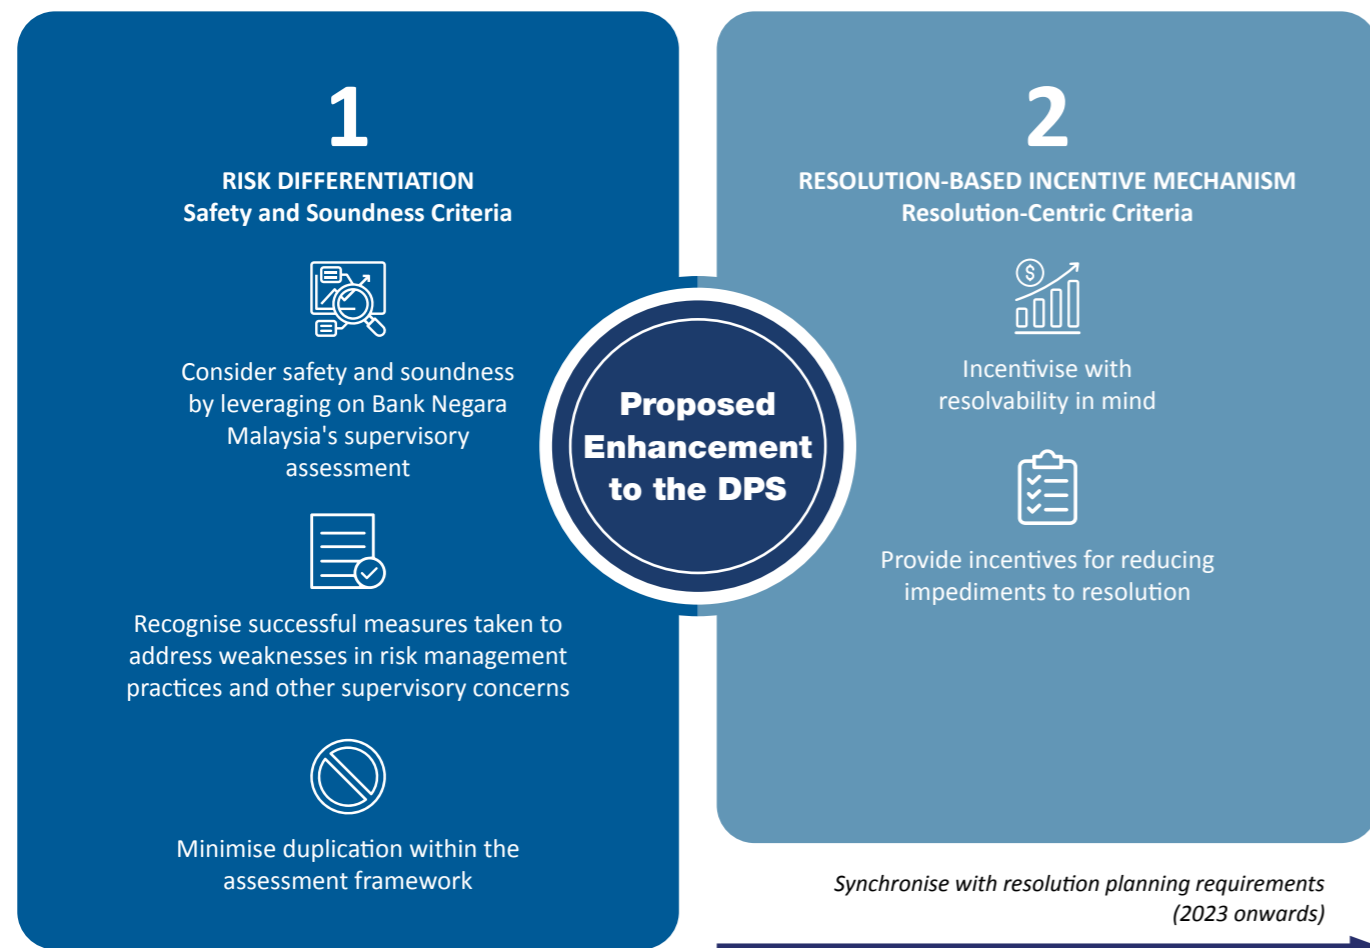 1
RISK DIFFERENTIATION
Safety and Soundness Criteria
Consider safety and soundness
by leveraging on Bank Negara
Malaysia's supervisory
assessment
Recognise successful measures taken to
address weaknesses in risk management
practices and other supervisory concerns
Minimise duplication within the
assessment framework
Proposed
Enhancement
to the DPS
2
RESOLUTION-BASED INCENTIVE MECHANISM
Resolution-Centric Criteria
$
Incentivise with
resolvability in mind
Provide incentives for reducing
impediments to resolution
Synchronise with resolution planning requirements
(2023 onwards)